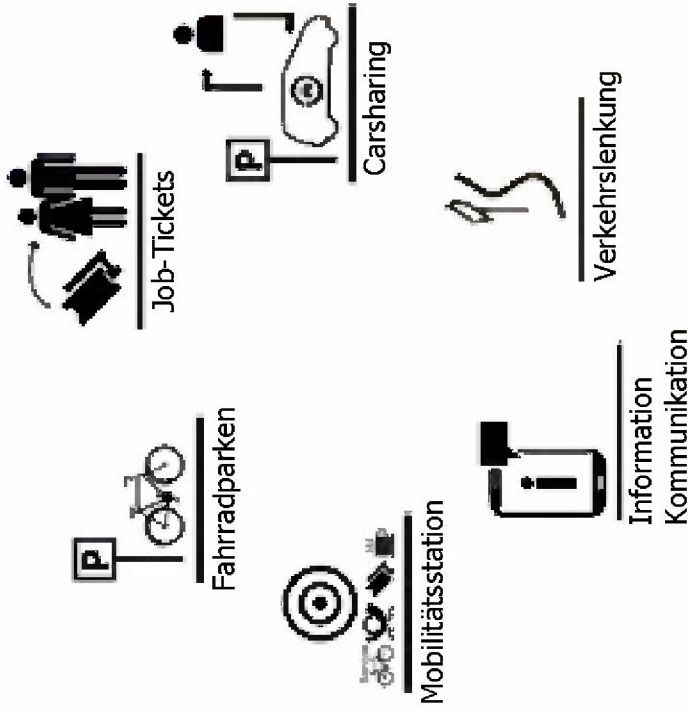 P
Fahrradparken
Job-Tickets
Mobilitätsstation
P
Carsharing
i
Information
Kommunikation
Verkehrslenkung